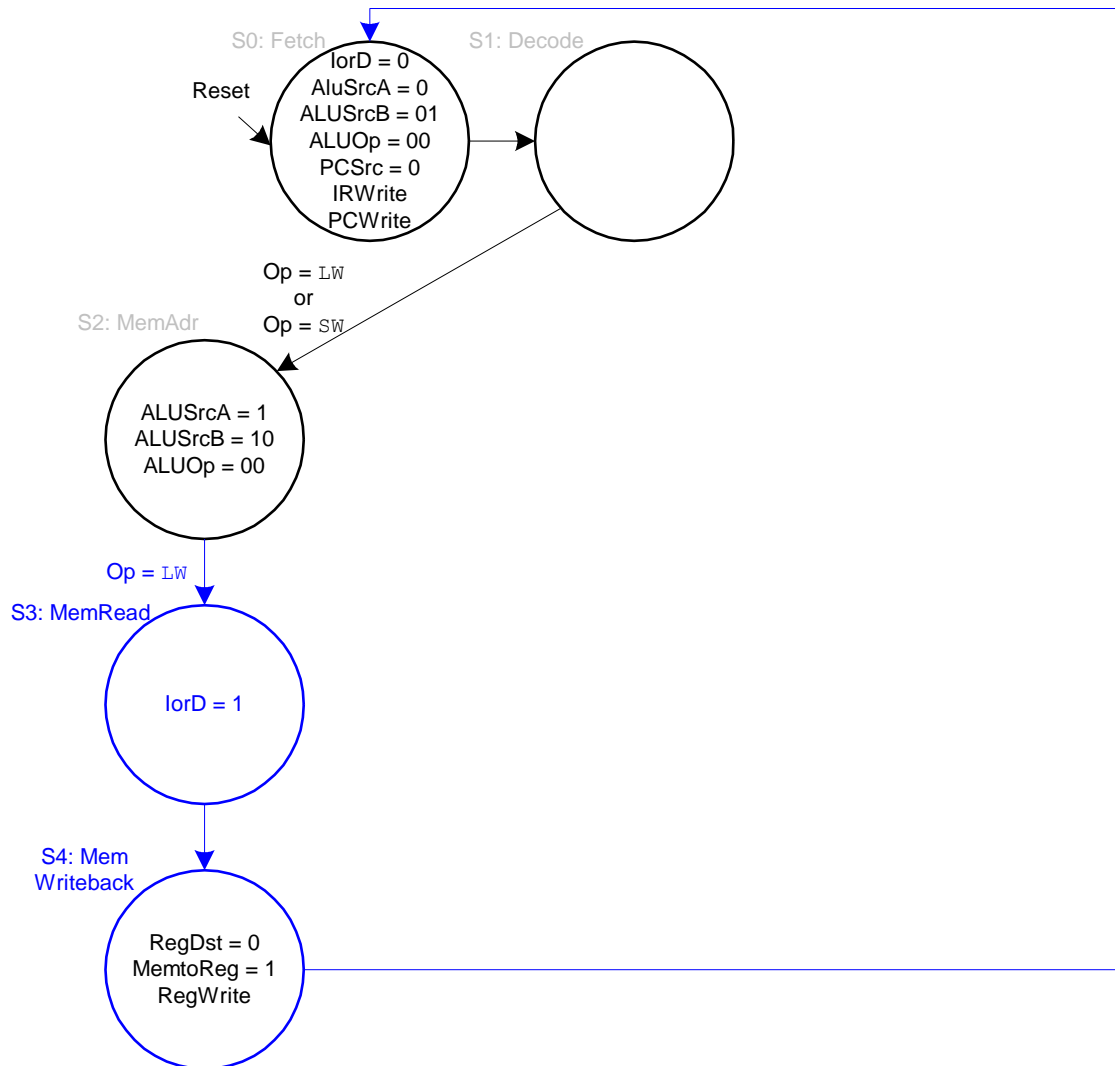 S0: Fetch
S1: Decode
Reset
IorD = 0
AluSrcA = 0
ALUSrcB = 01
ALUOp = 00
PCSrc = 0
IRWrite
PCWrite
Op = LW
or
Op = SW
S2: MemAdr
ALUSrcA = 1
ALUSrcB = 10
ALUOp = 00
Op = LW
S3: MemRead
IorD = 1
S4: Mem
Writeback
RegDst = 0
MemtoReg = 1
RegWrite